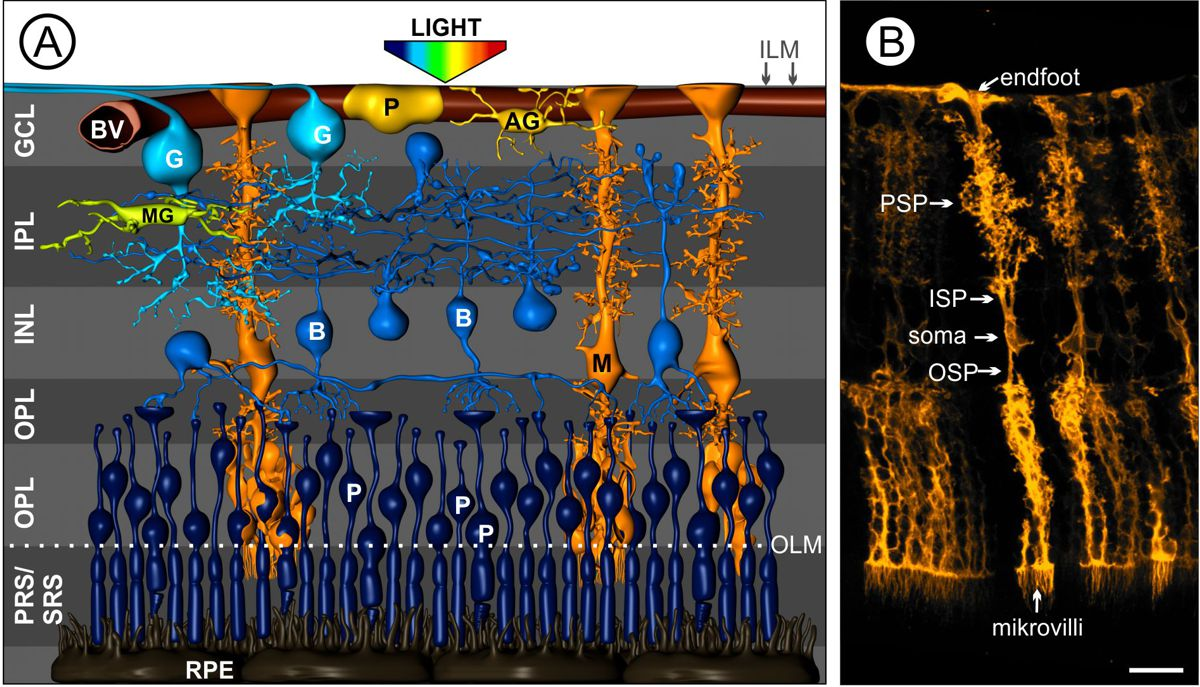 A
LIGHT
ILM
GCL
BV
G
G
P
AG
IPL
MG
INL
B
B
M
OPL
OPL
P
P
P
OLM
PRS/
SRS
RPE
B
endfoot
PSP
ISP
soma
OSP
mikrovilli